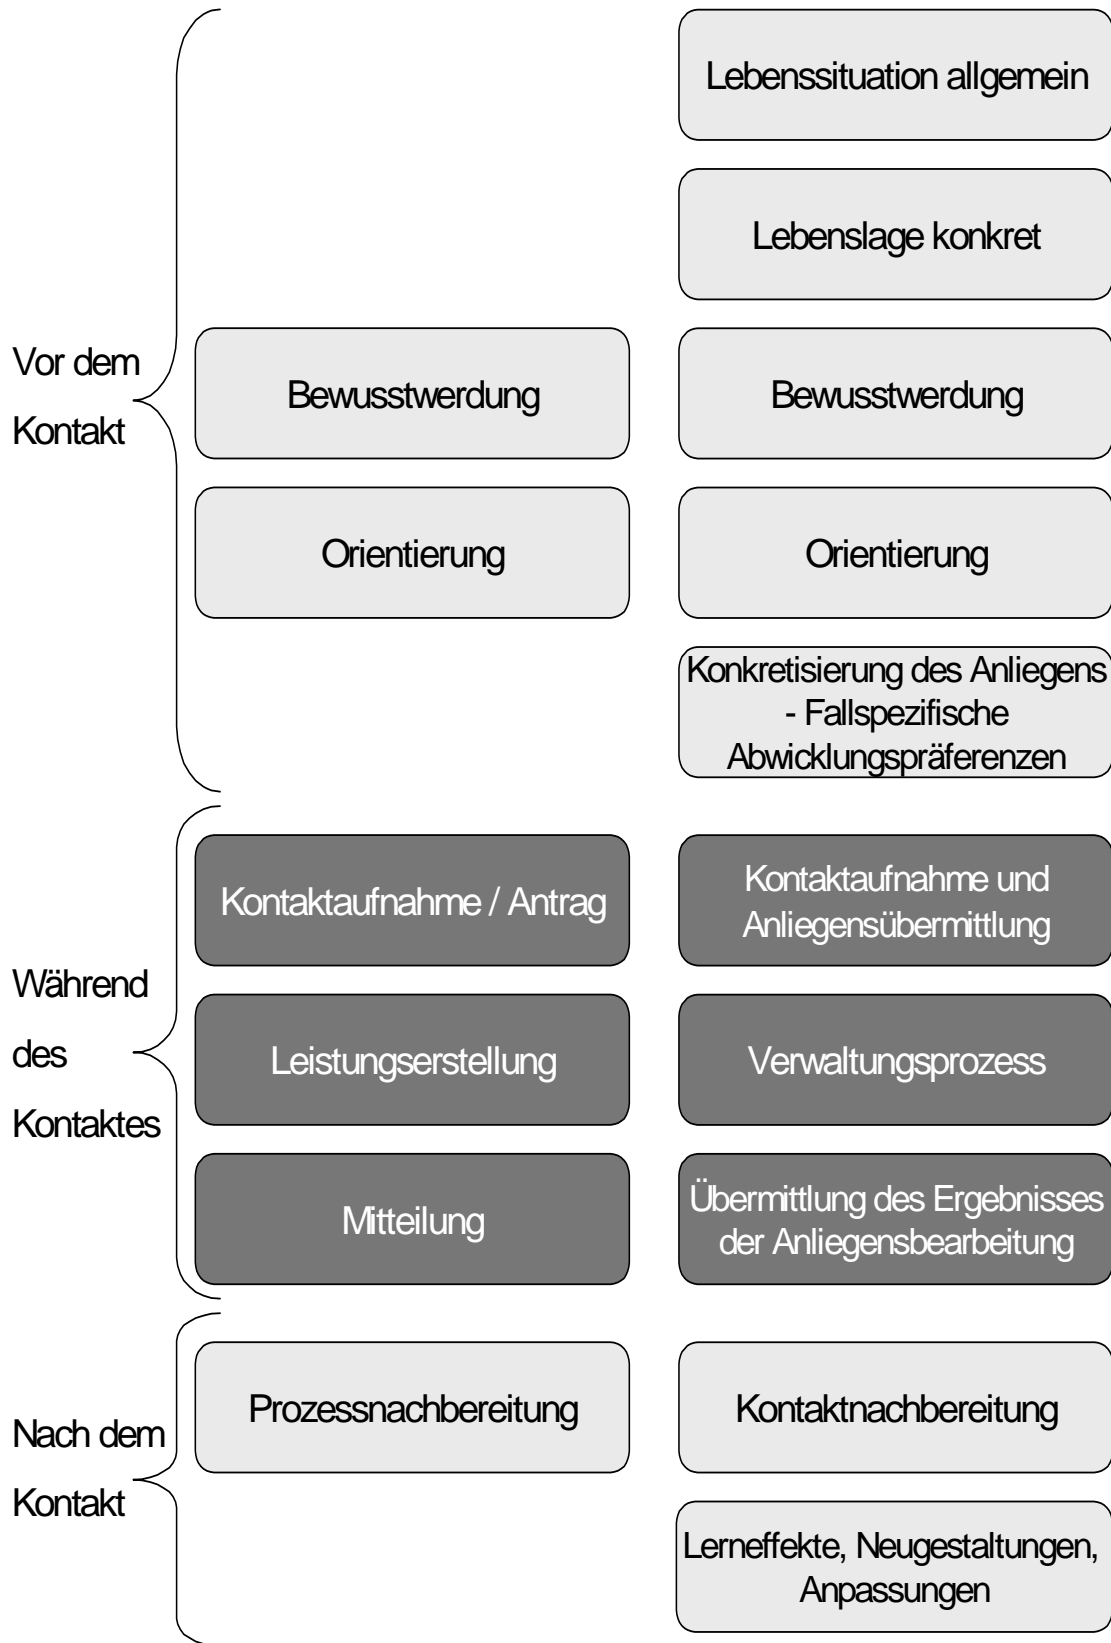 Lebenssituation allgemein
Lebenslage konkret
Vor dem
Kontakt
Bewusstwerdung
Bewusstwerdung
Orientierung
Orientierung
Konkretisierung des Anliegens
- Fallspezifische
Abwicklungspräferenzen
Während
des
Kontaktes
Kontaktaufnahme / Antrag
Kontaktaufnahme und
Anliegensübermittlung
Leistungserstellung
Verwaltungsprozess
Mitteilung
Übermittlung des Ergebnisses
der Anliegensbearbeitung
Nach dem
Kontakt
Prozessnachbereitung
Kontaktnachbereitung
Lerneffekte, Neugestaltungen,
Anpassungen